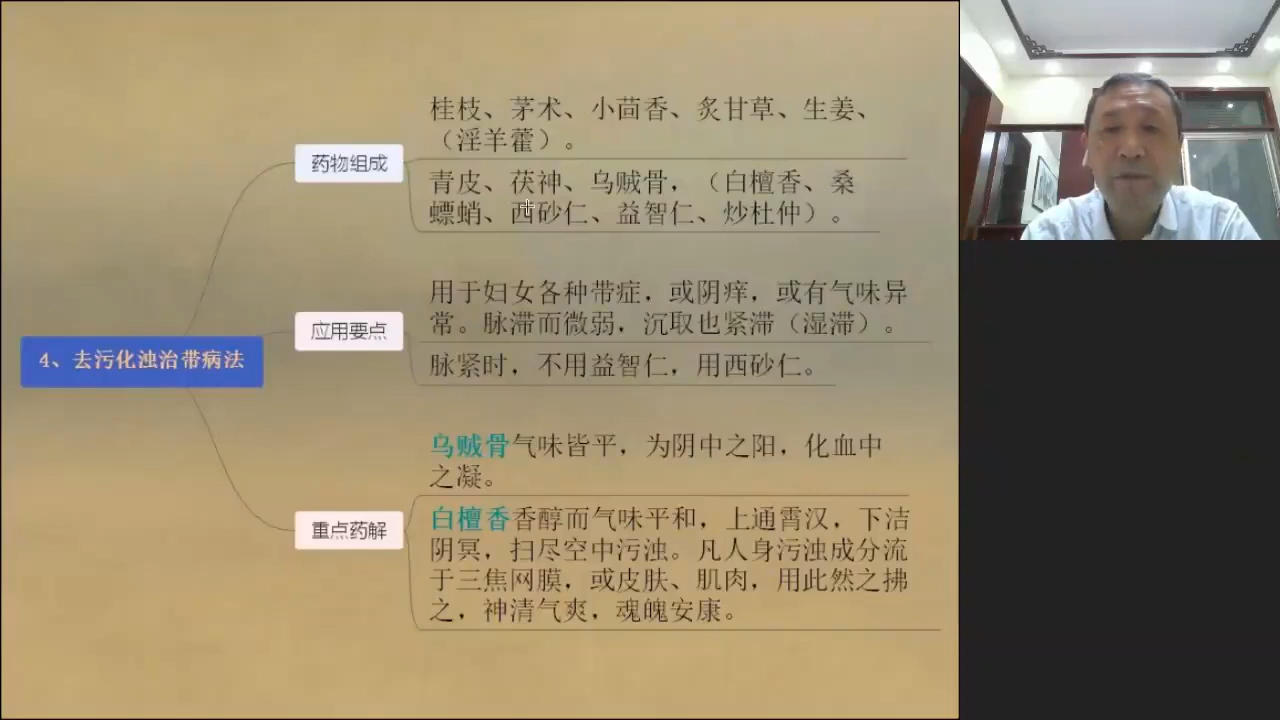 4、去污化浊治带病法
药物组成
桂枝、茅术、小茴香、炙甘草、生姜、
（淫羊藿）。
青皮、茯神、乌贼骨，（白檀香、桑
螵蛸、西砂仁、益智仁、炒杜仲）。
应用要点
用于妇女各种带症，或阴痒，或有气味异
常。脉滞而微弱，沉取也紧滞（湿滞）。
脉紧时，不用益智仁，用西砂仁。
重点药解
乌贼骨气味皆平，为阴中之阳，化血中
之凝。
白檀香香醇而气味平和，上通霄汉，下洁
阴冥，扫尽空中污浊。凡人身污浊成分流
于三焦网膜，或皮肤、肌肉，用此然之拂
之，神清气爽，魂魄安康。